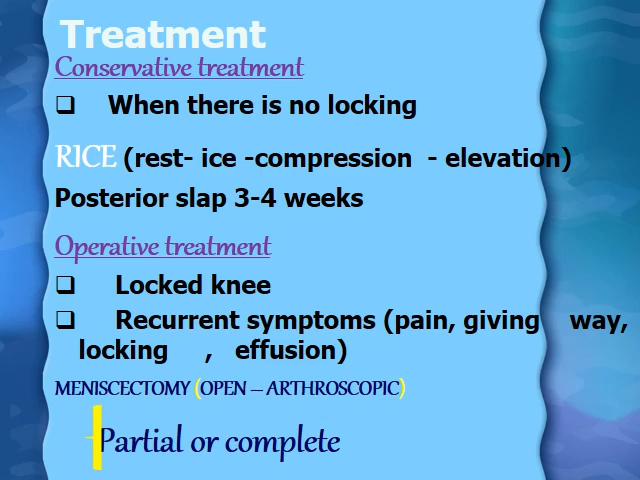 Treatment
Conservative treatment
❑ When there is no locking
RICE (rest- ice -compression - elevation)
Posterior slap 3-4 weeks
Operative treatment
❑ Locked knee
❑ Recurrent symptoms (pain, giving way,
locking , effusion)
MENISCECTOMY (OPEN – ARTHROSCOPIC)
Partial or complete